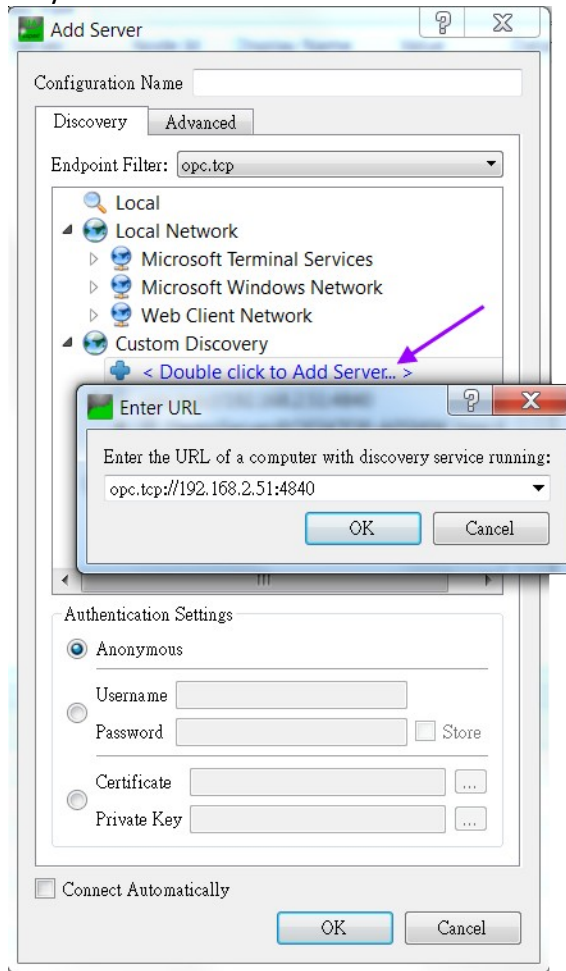 Add Server
Configuration Name
Discovery
Advanced
Endpoint Filter: opc.tcp
Local
Local Network
Microsoft Terminal Services
Microsoft Windows Network
Web Client Network
Custom Discovery
< Double click to Add Server... >
Enter URL
Enter the URL of a computer with discovery service running:
opc.tcp://192.168.2.51:4840
OK
Cancel
Authentication Settings
Anonymous
Username
Password
Store
Certificate
...
Private Key
...
Connect Automatically
OK
Cancel